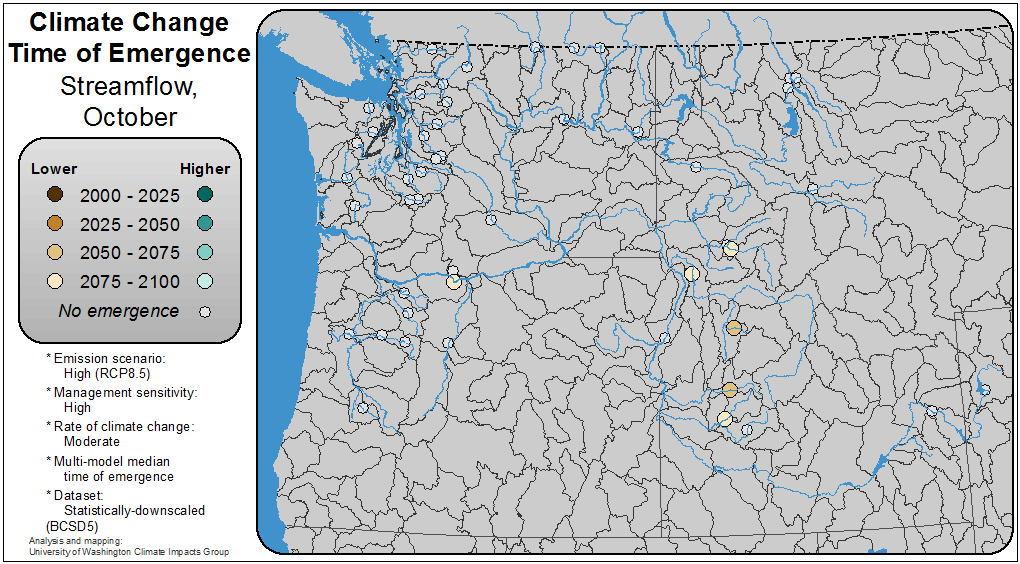 Climate Change
Time of Emergence
Streamflow,
October
Lower Higher
2000 - 2025
2025 - 2050
2050 - 2075
2075 - 2100
No emergence
* Emission scenario:
High (RCP8.5)
* Management sensitivity:
High
* Rate of climate change:
Moderate
* Multi-model median
time of emergence
* Dataset:
Statistically-downscaled
(BCSD5)
Analysis and mapping:
University of Washington Climate Impacts Group